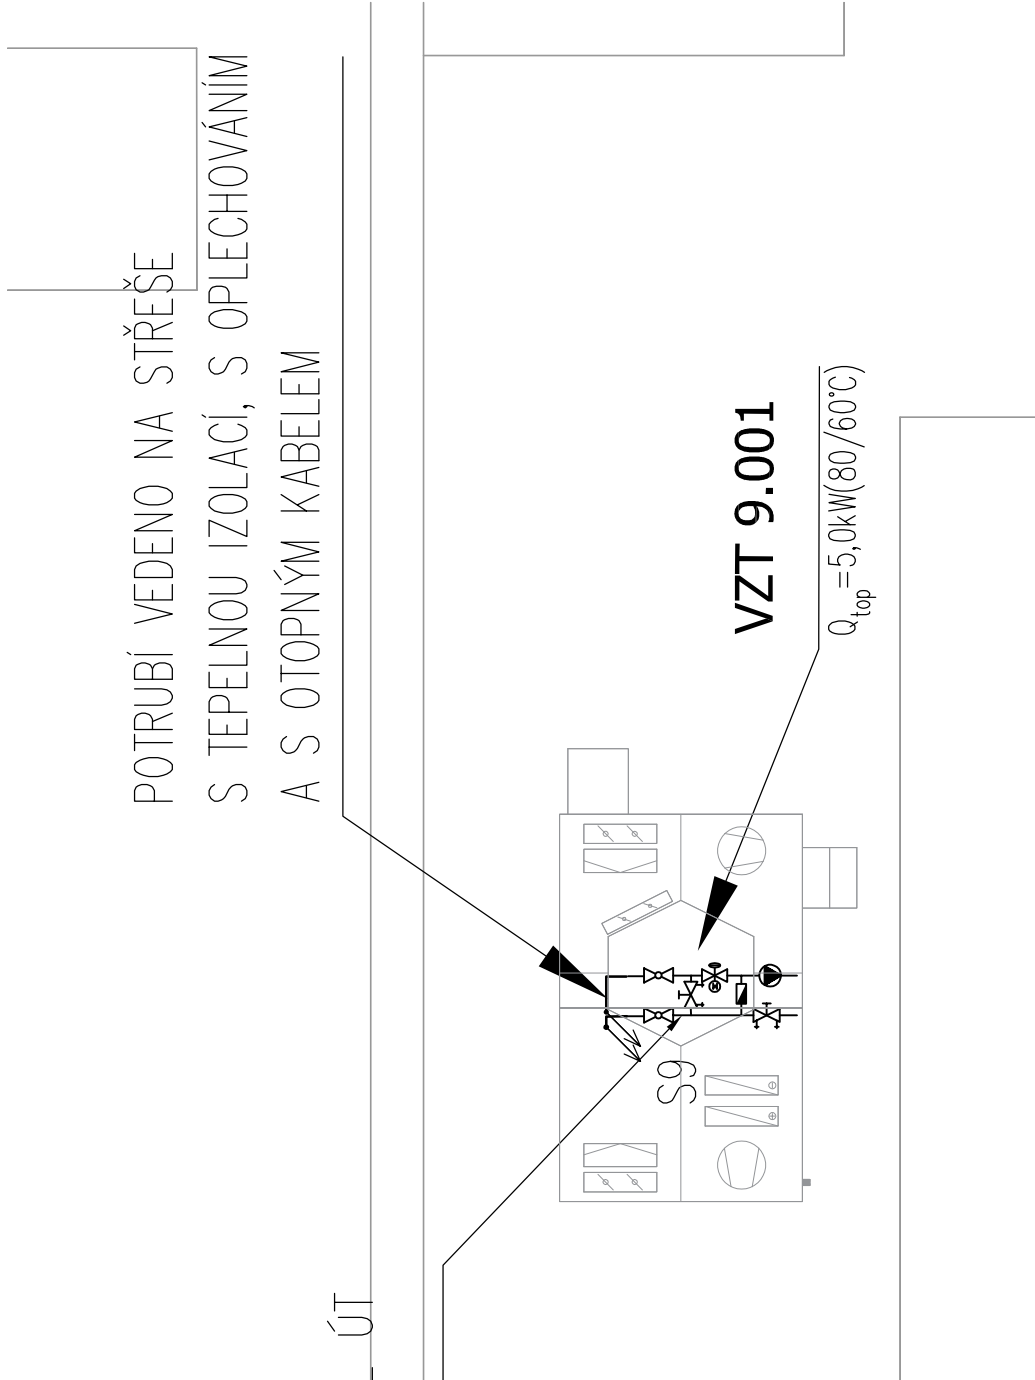 POTRUBÍ VEDENO NA STŘEŠE
S TEPELNOU IZOLACÍ, S OPLECHOVÁNÍM
A S OTOPNÝM KABELEM
VZT 9.001
Qtop=5,0kW(80/60°C)
S9
ÚT
M